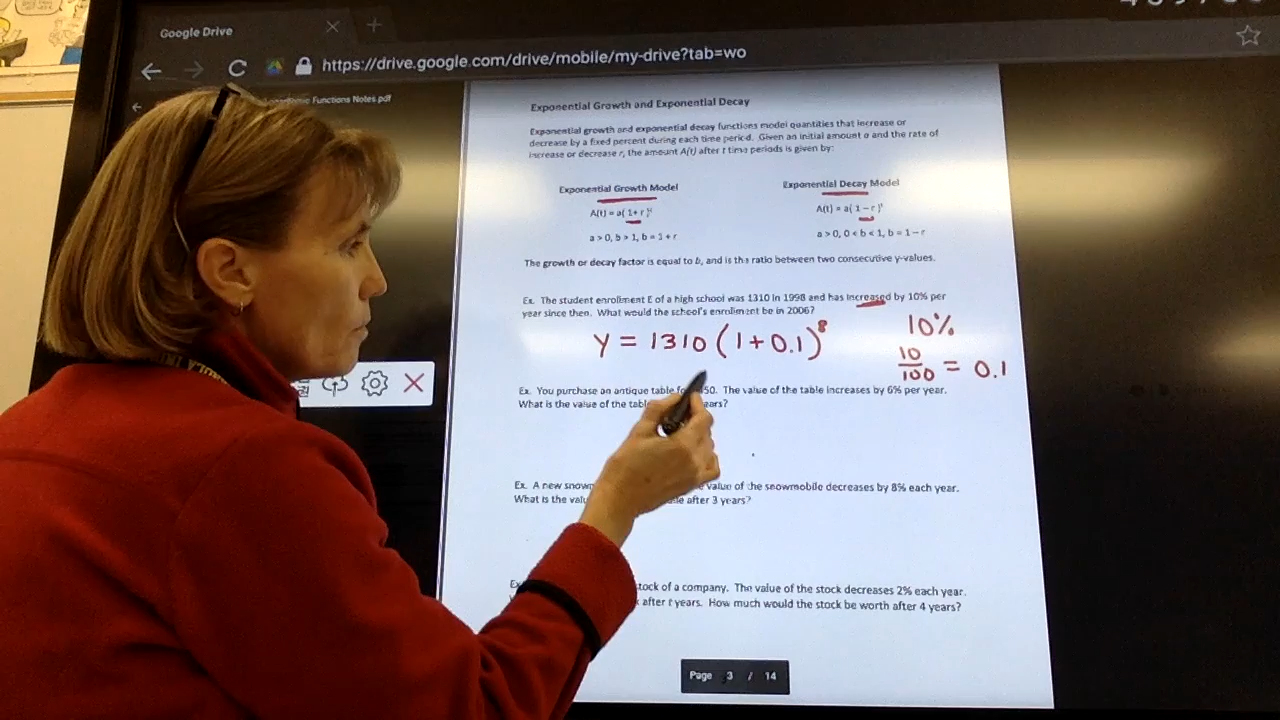 Google Drive
https://drive.google.com/drive/mobile/my-drive?tab=wo
Functions Notes.pdf
Exponential Growth and Exponential Decay
Exponential growth and exponential decay functions model quantities that increase or
decrease by a fixed percent during each time period. Given an initial amount a and the rate of
increase or decrease r, the amount A(t) after t time periods is given by:
Exponential Growth Model
Exponential Decay Model
A(t) = a( 1+ r )^t
A(t) = a( 1 – r )^t
a > 0, b > 1, b = 1 + r
a > 0, 0 < b < 1, b = 1 – r
The growth or decay factor is equal to b, and is the ratio between two consecutive y-values.
Ex. The student enrollment E of a high school was 1310 in 1998 and has increased by 10% per
year since then. What would the school's enrollment be in 2006?
y = 1310 (1 + 0.1)^8
10%
10/100 = 0.1
Ex. You purchase an antique table 50. The value of the table increases by 6% per year.
What is the value of the years?
Ex. A new value of the snowmobile decreases by 8% each year.
What is the after 3 years?
stock of a company. The value of the stock decreases 2% each year.
after t years. How much would the stock be worth after 4 years?
Page 3 / 14